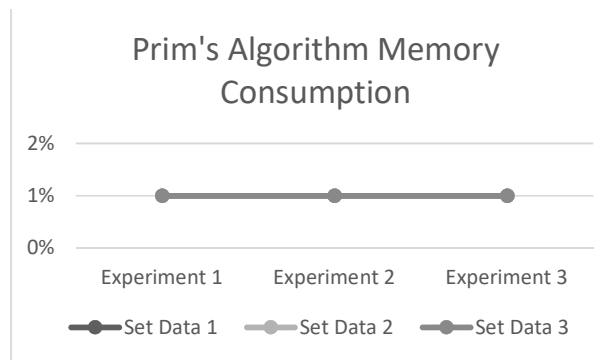 Prim's Algorithm Memory
Consumption
2%
1%
0%
Experiment 1 Experiment 2 Experiment 3
Set Data 1 Set Data 2 Set Data 3